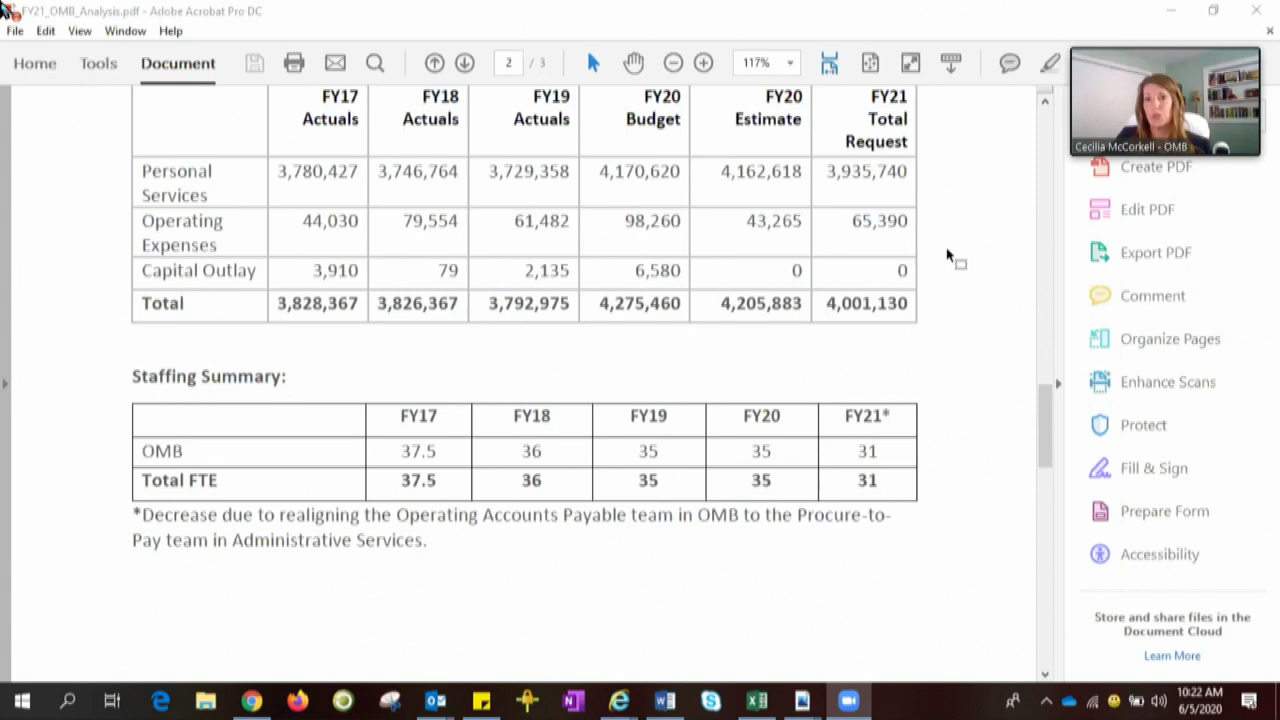 FY21_OMB_Analysis.pdf - Adobe Acrobat Pro DC
File Edit View Window Help
Home Tools Document 2 / 3 117%
FY17 Actuals FY18 Actuals FY19 Actuals FY20 Budget FY20 Estimate FY21 Total Request
Personal Services 3,780,427 3,746,764 3,729,358 4,170,620 4,162,618 3,935,740
Operating Expenses 44,030 79,554 61,482 98,260 43,265 65,390
Capital Outlay 3,910 79 2,135 6,580 0 0
Total 3,828,367 3,826,367 3,792,975 4,275,460 4,205,883 4,001,130
Staffing Summary:
FY17 FY18 FY19 FY20 FY21*
OMB 37.5 36 35 35 31
Total FTE 37.5 36 35 35 31
*Decrease due to realigning the Operating Accounts Payable team in OMB to the Procure-to-
Pay team in Administrative Services.
Cecilia McCorkell - OMB
Create PDF
Edit PDF
Export PDF
Comment
Organize Pages
Enhance Scans
Protect
Fill & Sign
Prepare Form
Accessibility
Store and share files in the
Document Cloud
Learn More
10:22 AM
6/5/2020